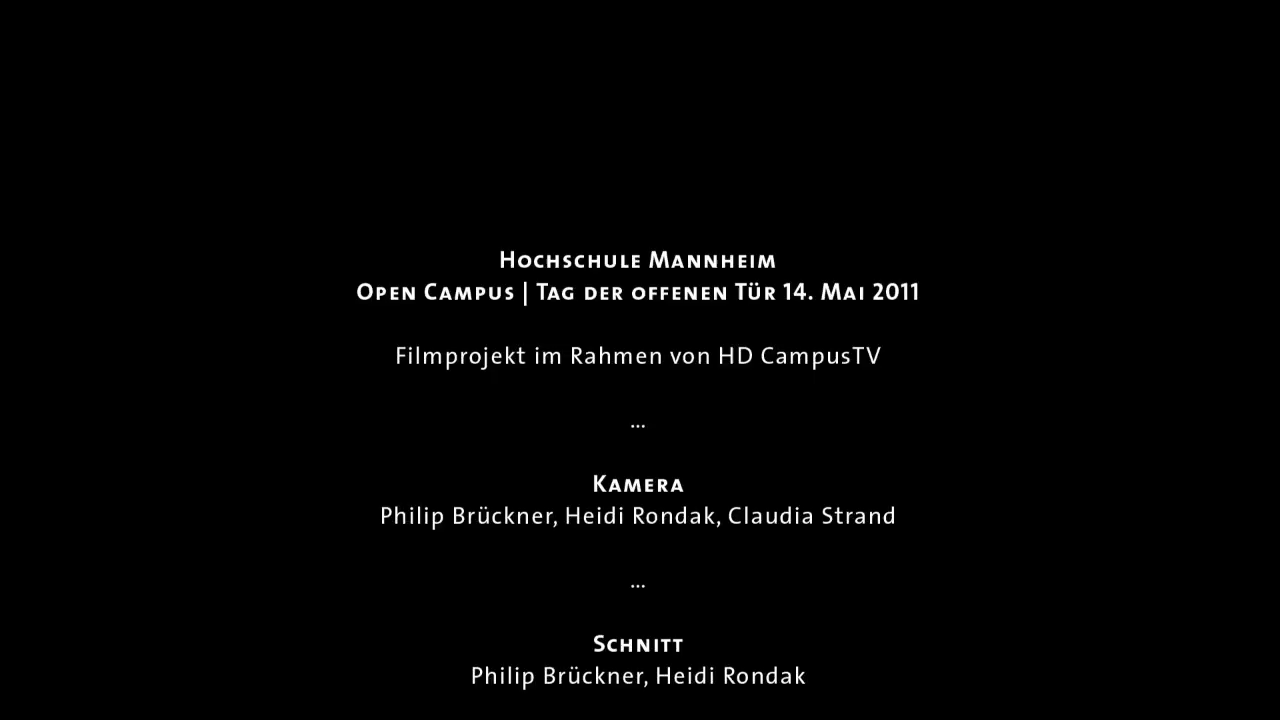 Hochschule Mannheim
Open Campus | Tag der offenen Tür 14. Mai 2011
Filmprojekt im Rahmen von HD CampusTV
...
Kamera
Philip Brückner, Heidi Rondak, Claudia Strand
...
Schnitt
Philip Brückner, Heidi Rondak